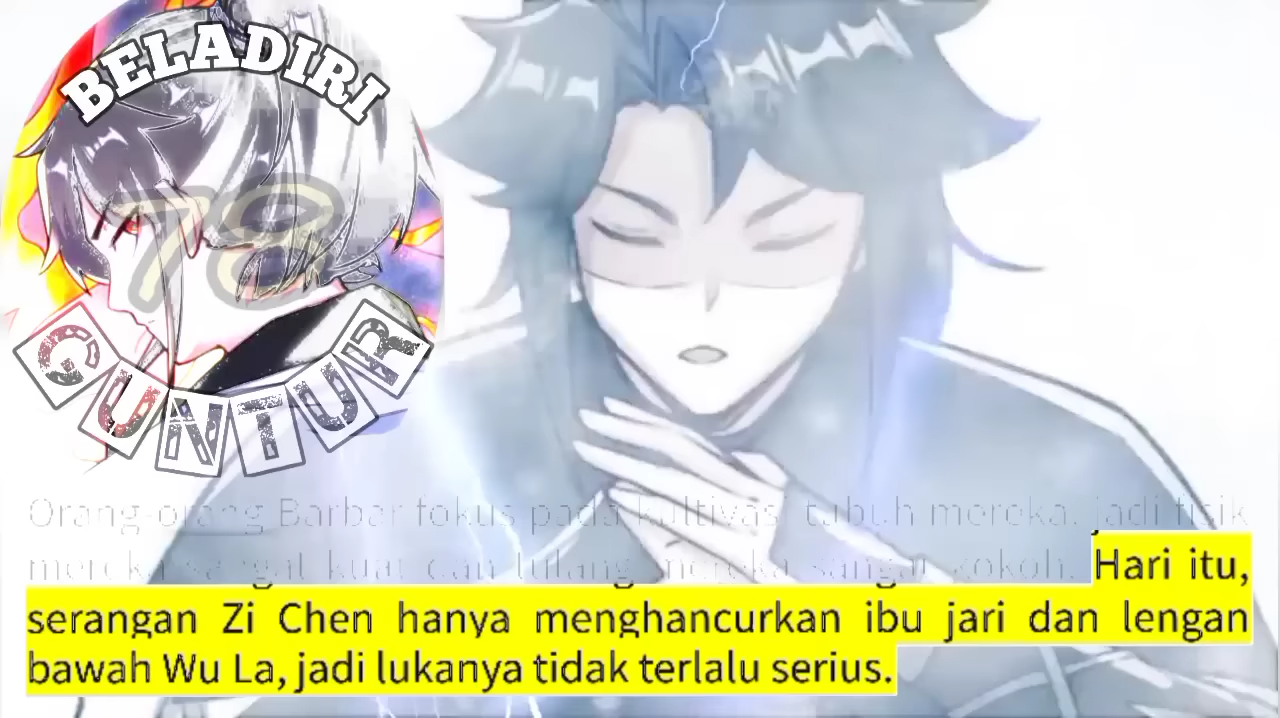 BELADIRI
78
GUNTUR
Orang-orang Barbar fokus pada kultivasi tubuh mereka, jadi fisik
mereka sangat kuat dan tulang mereka sangat kokoh. Hari itu,
serangan Zi Chen hanya menghancurkan ibu jari dan lengan
bawah Wu La, jadi lukanya tidak terlalu serius.